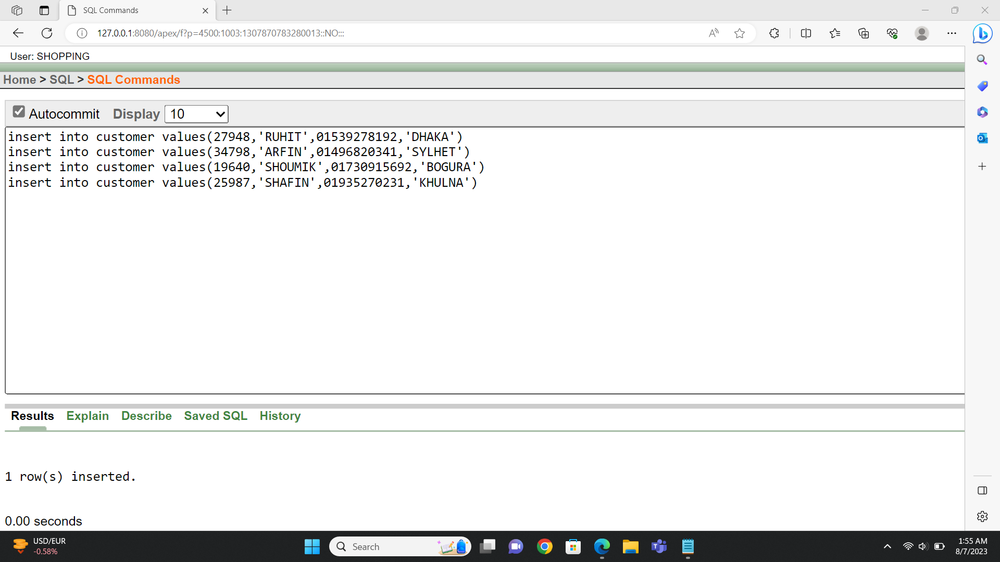 SQL Commands
127.0.0.1:8080/apex/f?p=4500:1003:1307870783280013::NO:::
User: SHOPPING
Home > SQL > SQL Commands
Autocommit Display 10
insert into customer values(27948,'RUHIT',01539278192,'DHAKA')
insert into customer values(34798,'ARFIN',01496820341,'SYLHET')
insert into customer values(19640,'SHOUMIK',01730915692,'BOGURA')
insert into customer values(25987,'SHAFIN',01935270231,'KHULNA')
Results Explain Describe Saved SQL History
1 row(s) inserted.
0.00 seconds
USD/EUR
-0.58%
Search
1:55 AM
8/7/2023